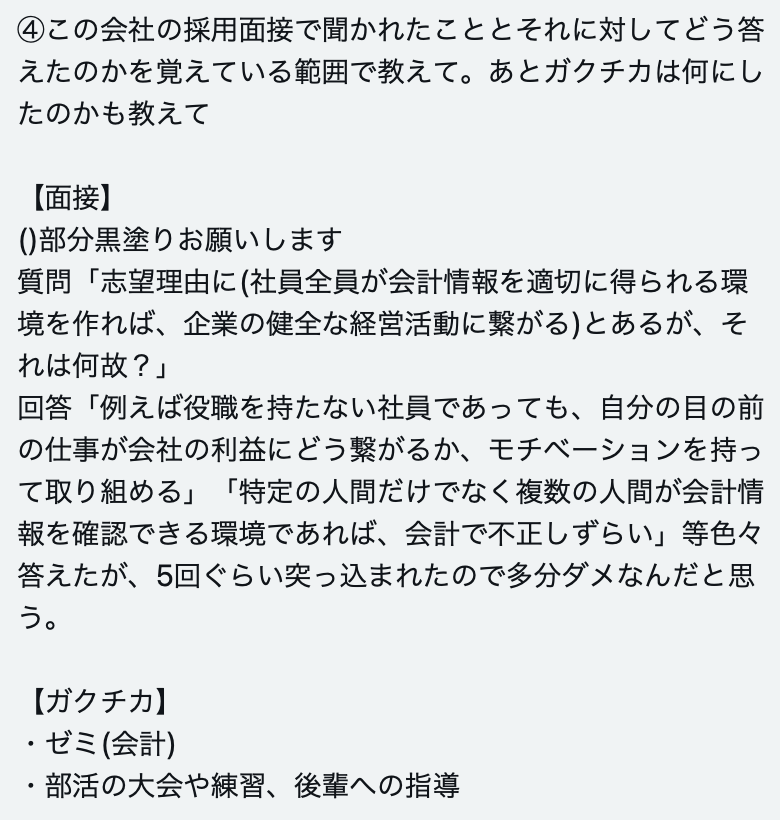 ④この会社の採用面接で聞かれたこととそれに対してどう答
えたのかを覚えている範囲で教えて。あとガクチカは何にし
たのかも教えて
【面接】
()部分黒塗りお願いします
質問「志望理由に(社員全員が会計情報を適切に得られる環
境を作れば、企業の健全な経営活動に繋がる)とあるが、そ
れは何故？」
回答「例えば役職を持たない社員であっても、自分の目の前
の仕事が会社の利益にどう繋がるか、モチベーションを持っ
て取り組める」「特定の人間だけでなく複数の人間が会計情
報を確認できる環境であれば、会計で不正しずらい」等色々
答えたが、5回ぐらい突っ込まれたので多分ダメなんだと思
う。
【ガクチカ】
・ゼミ(会計)
・部活の大会や練習、後輩への指導